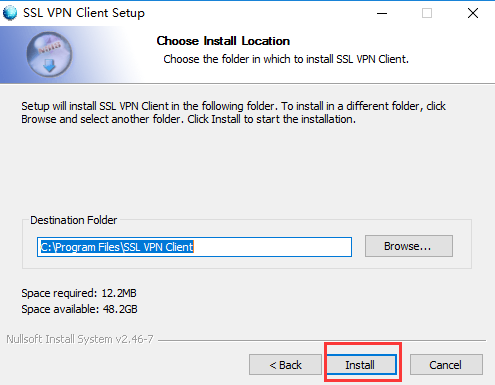 SSL VPN Client Setup
Choose Install Location
Choose the folder in which to install SSL VPN Client.
Setup will install SSL VPN Client in the following folder. To install in a different folder, click
Browse and select another folder. Click Install to start the installation.
Destination Folder
C:\Program Files\SSL VPN Client
Browse...
Space required: 12.2MB
Space available: 48.2GB
Nullsoft Install System v2.46-7
< Back
Install
Cancel